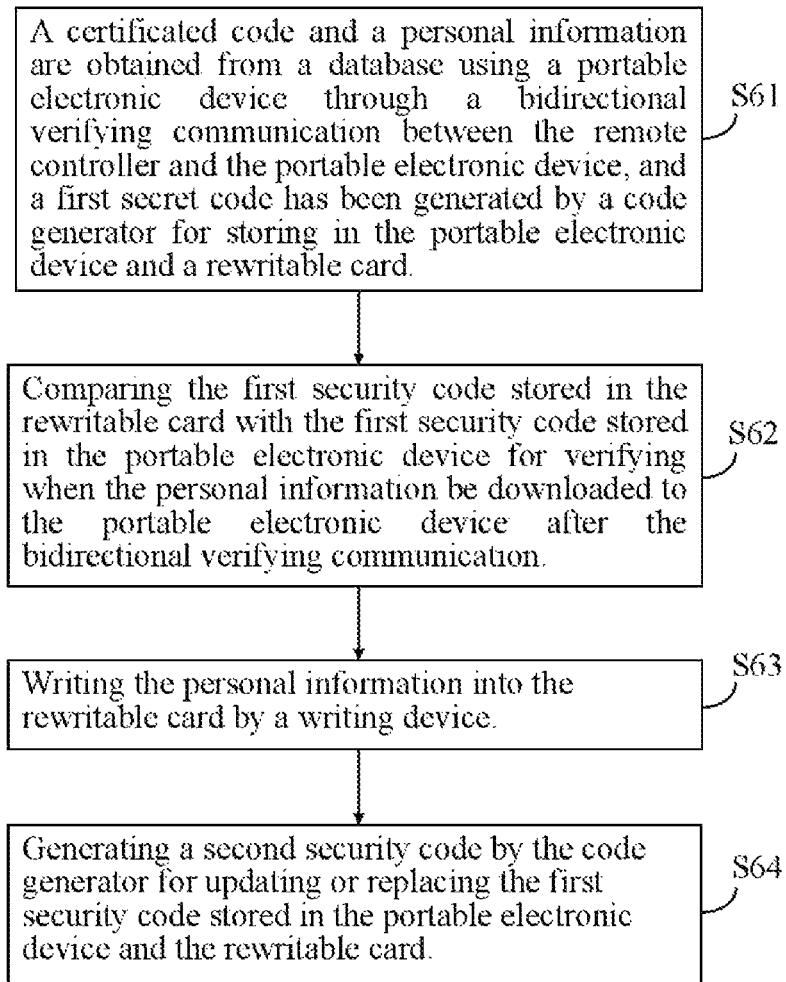 A certificated code and a personal information
are obtained from a database using a portable
electronic device through a bidirectional
verifying communication between the remote
controller and the portable electronic device, and
a first secret code has been generated by a code
generator for storing in the portable electronic
device and a rewritable card.
S61
Comparing the first security code stored in the
rewritable card with the first security code stored
in the portable electronic device for verifying
when the personal information be downloaded to
the portable electronic device after the
bidirectional verifying communication.
S62
Writing the personal information into the
rewritable card by a writing device.
S63
Generating a second security code by the code
generator for updating or replacing the first
security code stored in the portable electronic
device and the rewritable card.
S64